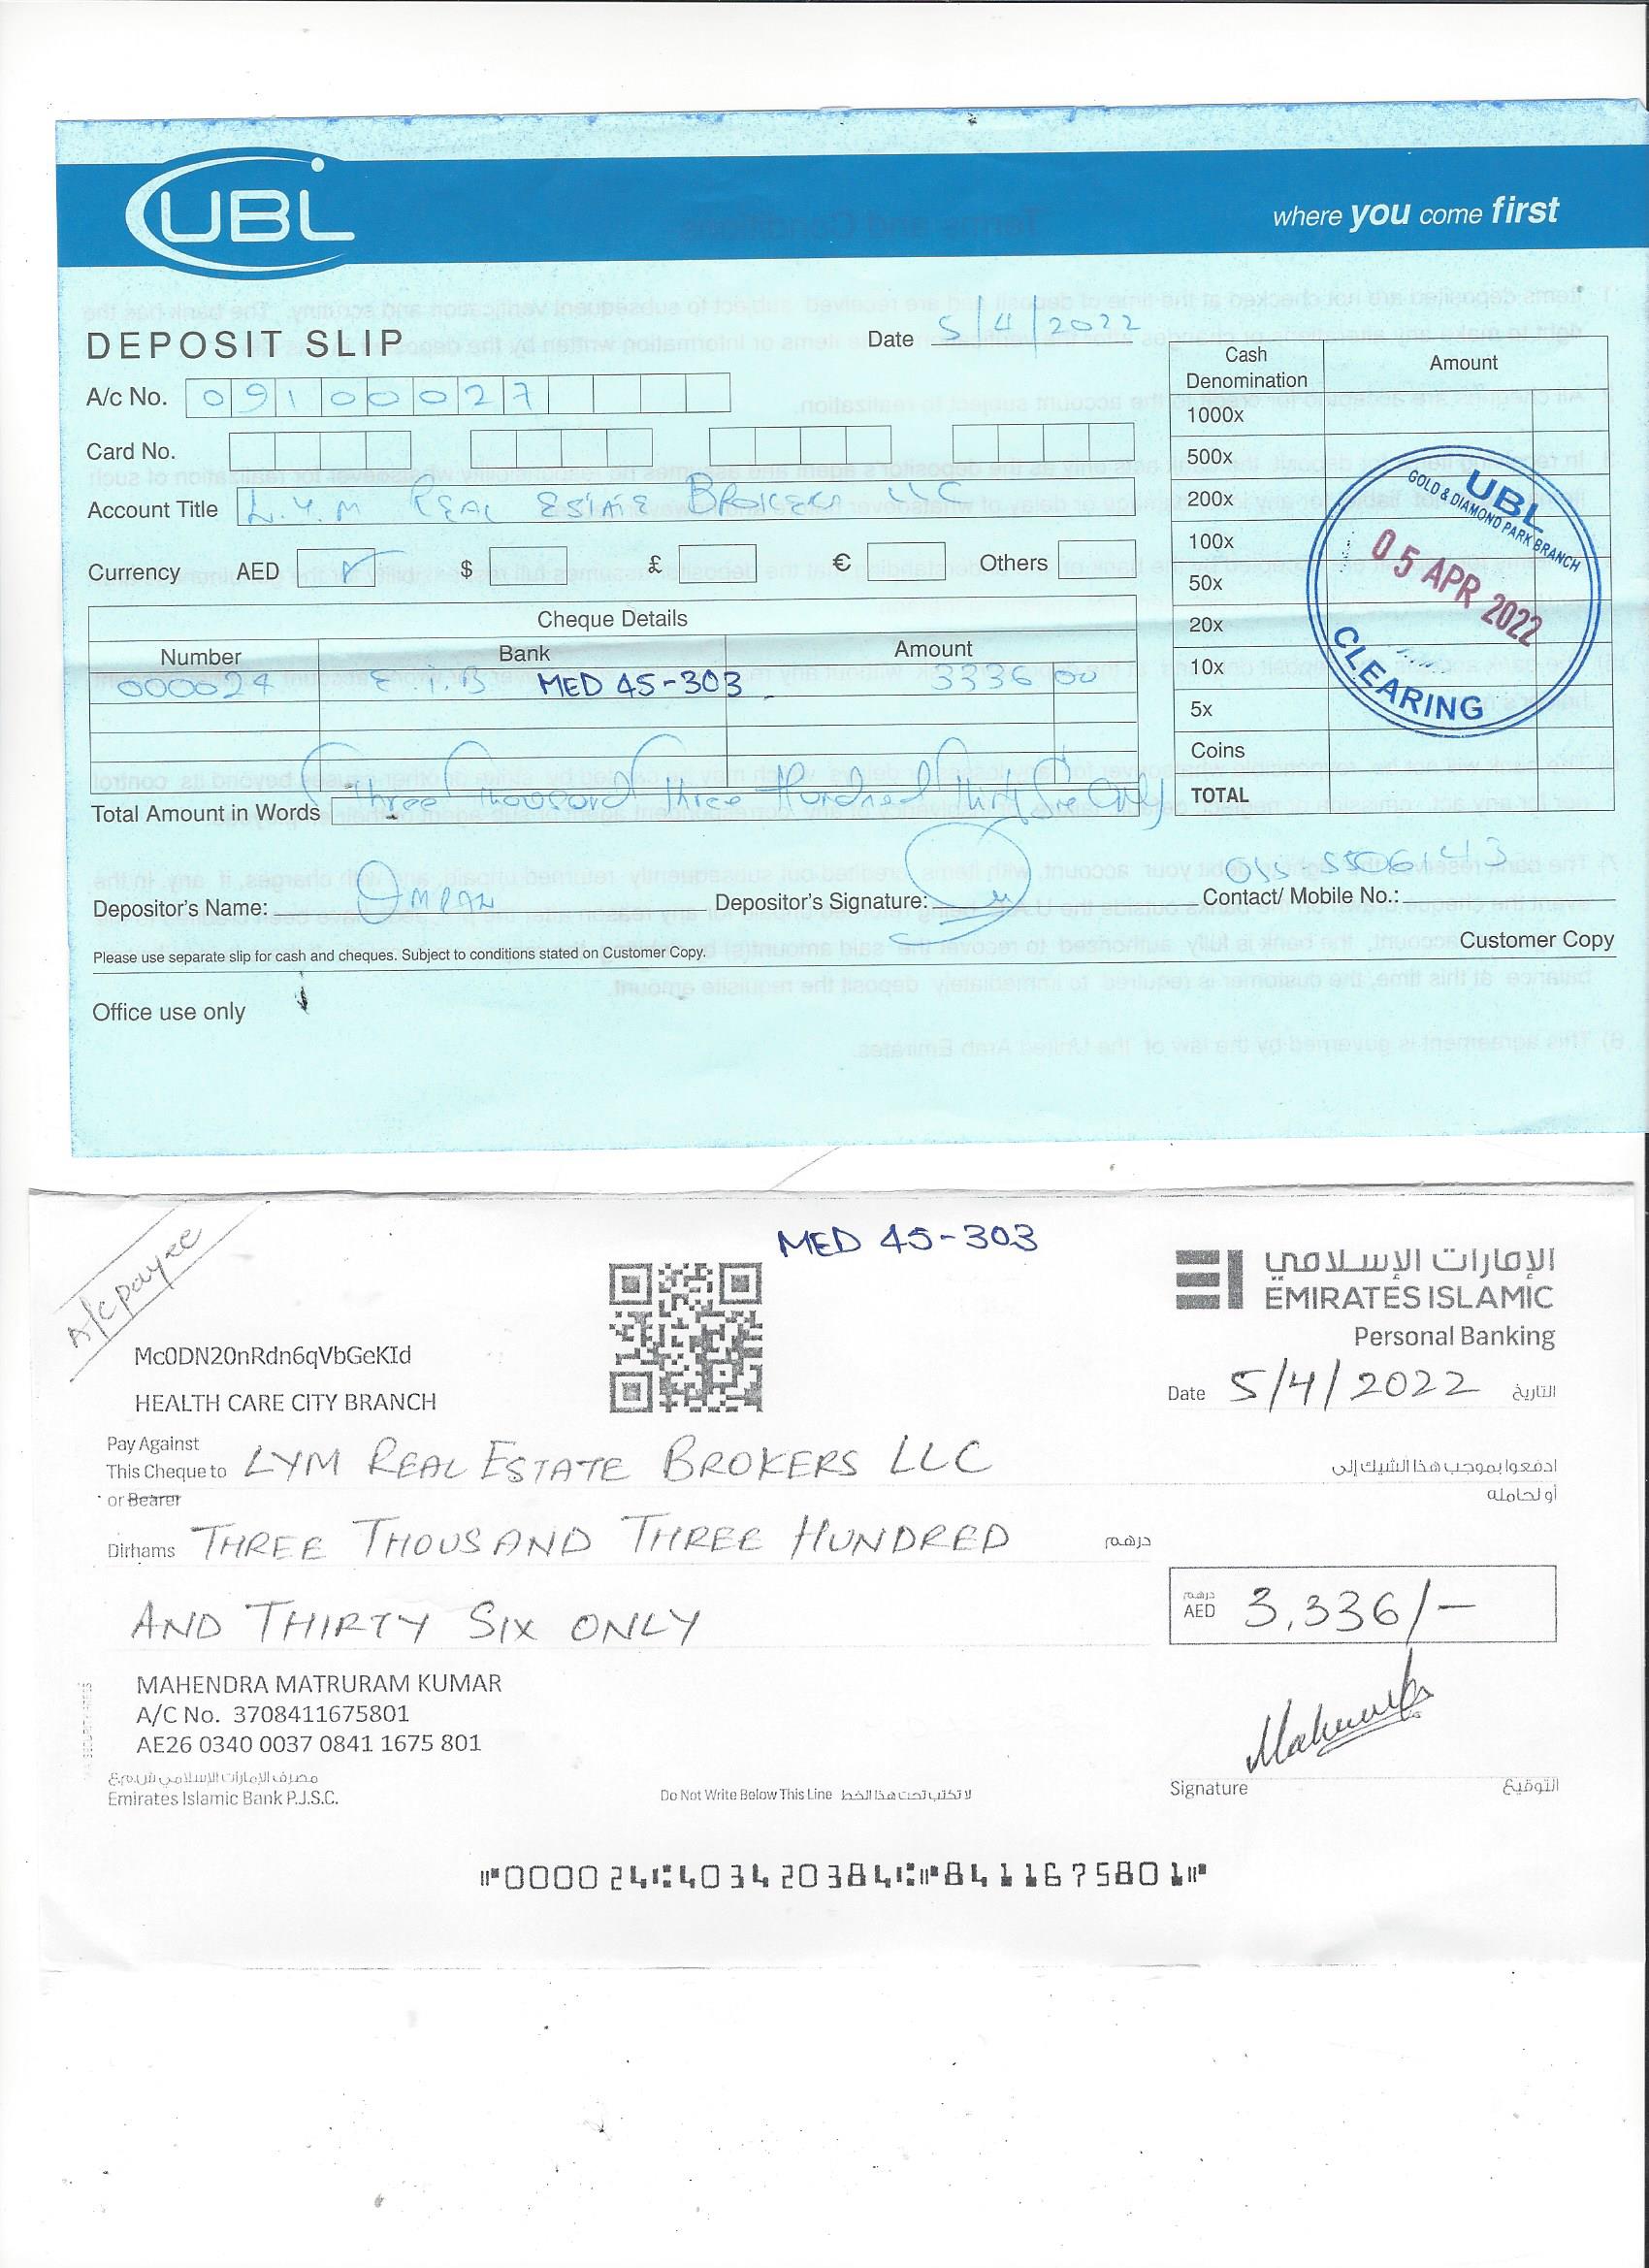 UBL
where you come first
DEPOSIT SLIP
Date 5/4/2022
A/c No. 09100027
Card No.
Account Title L.Y.M REAL ESTATE BROKERS LLC
Currency AED $ £ € Others
Cheque Details
Number Bank Amount
000024 E.I.B MED 45-303 3336 00
Total Amount in Words Three Thousand Three Hundred Thirty Six Only
Cash Denomination Amount
1000x
500x
200x
100x
50x
20x
10x
5x
Coins
TOTAL
UBL
GOLD & DIAMOND PARK BRANCH
05 APR 2022
CLEARING
Depositor's Name: IMRAN
Depositor's Signature:
Contact/ Mobile No.:
Customer Copy
Please use separate slip for cash and cheques. Subject to conditions stated on Customer Copy.
Office use only
A/c payee
MED 45-303
الإمارات الإسلامي
EMIRATES ISLAMIC
Personal Banking
Mc0DN20nRdn6qVbGeKId
HEALTH CARE CITY BRANCH
Date 5/4/2022 التاريخ
Pay Against
This Cheque to LYM REAL ESTATE BROKERS LLC ادفعوا بموجب هذا الشيك إلى
or Bearer أو لحامله
Dirhams THREE THOUSAND THREE HUNDRED درهم
AND THIRTY SIX ONLY
درهم
AED 3,336/-
MAHENDRA MATRURAM KUMAR
A/C No. 3708411675801
AE26 0340 0037 0841 1675 801
مصرف الإمارات الإسلامي ش.م.ع
Emirates Islamic Bank P.J.S.C.
Do Not Write Below This Line لا تكتب تحت هذا الخط
Signature التوقيع
⑈000024⑆403420384⑆⑈8411675801⑈